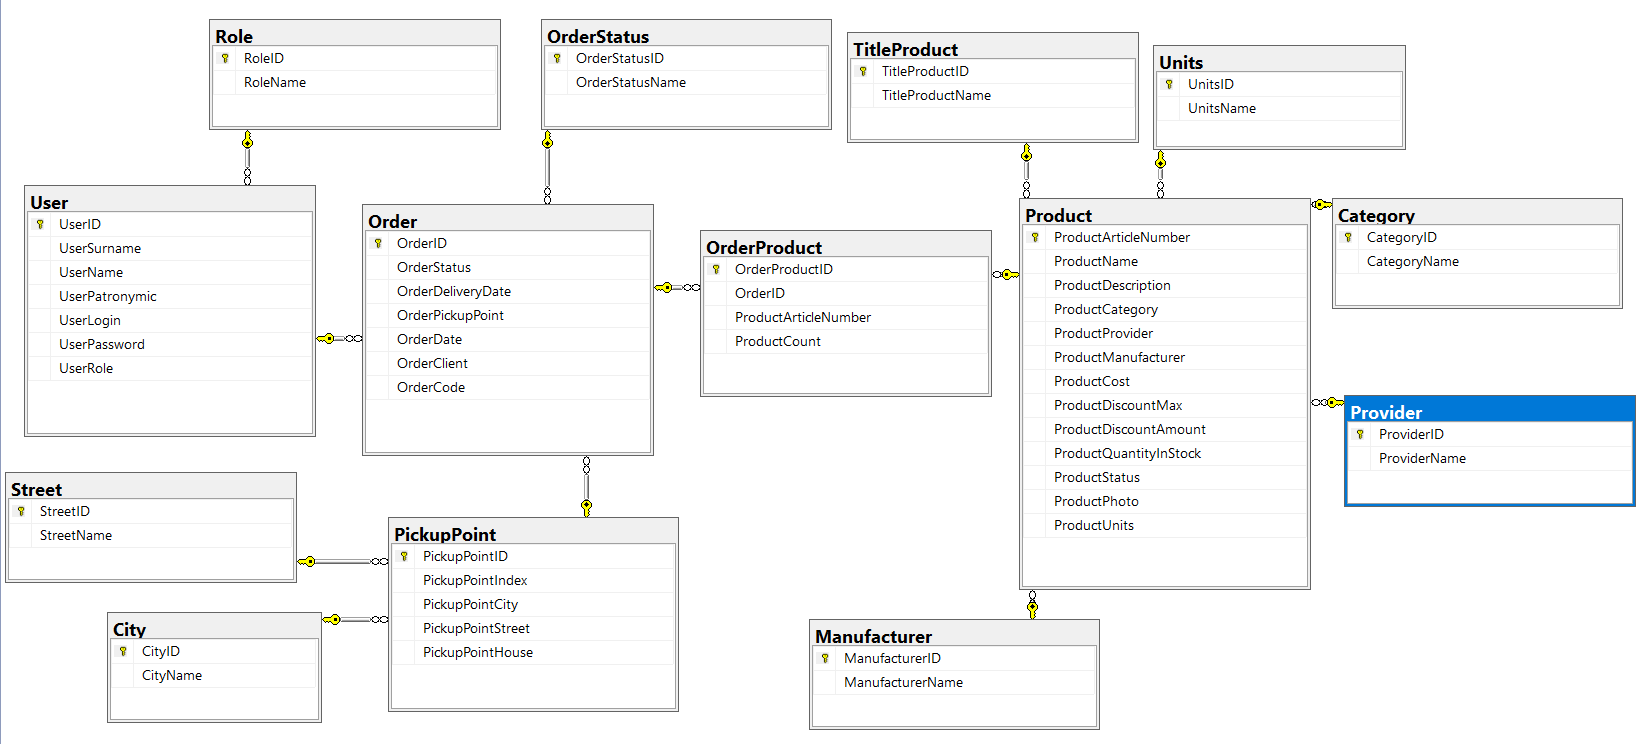 Role
RoleID
RoleName
OrderStatus
OrderStatusID
OrderStatusName
TitleProduct
TitleProductID
TitleProductName
Units
UnitsID
UnitsName
User
UserID
UserSurname
UserName
UserPatronymic
UserLogin
UserPassword
UserRole
Order
OrderID
OrderStatus
OrderDeliveryDate
OrderPickupPoint
OrderDate
OrderClient
OrderCode
OrderProduct
OrderProductID
OrderID
ProductArticleNumber
ProductCount
Product
ProductArticleNumber
ProductName
ProductDescription
ProductCategory
ProductProvider
ProductManufacturer
ProductCost
ProductDiscountMax
ProductDiscountAmount
ProductQuantityInStock
ProductStatus
ProductPhoto
ProductUnits
Category
CategoryID
CategoryName
Provider
ProviderID
ProviderName
Street
StreetID
StreetName
PickupPoint
PickupPointID
PickupPointIndex
PickupPointCity
PickupPointStreet
PickupPointHouse
City
CityID
CityName
Manufacturer
ManufacturerID
ManufacturerName